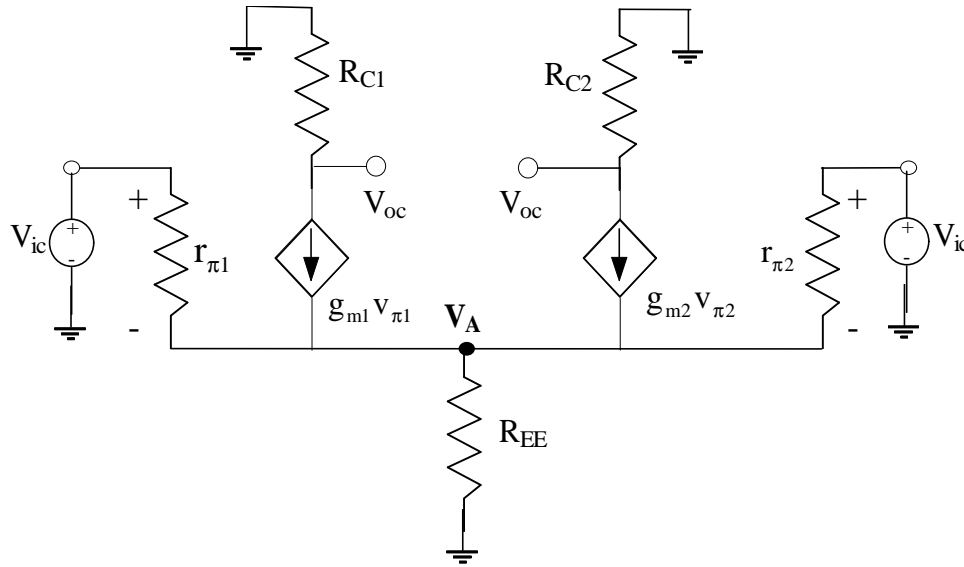 R_C1
R_C2
+
V_oc
V_oc
+
V_ic
+
-
r_π1
r_π2
+
-
V_ic
g_m1 v_π1
g_m2 v_π2
-
V_A
-
R_EE